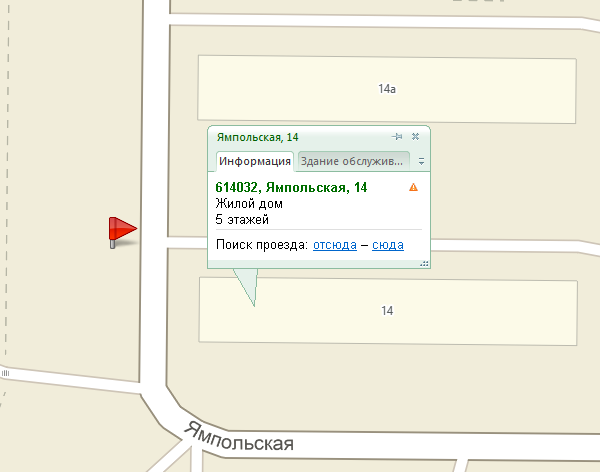 14а
Ямпольская, 14
Информация
Здание обслужив...
614032, Ямпольская, 14
Жилой дом
5 этажей
Поиск проезда: отсюда – сюда
14
Ямпольская